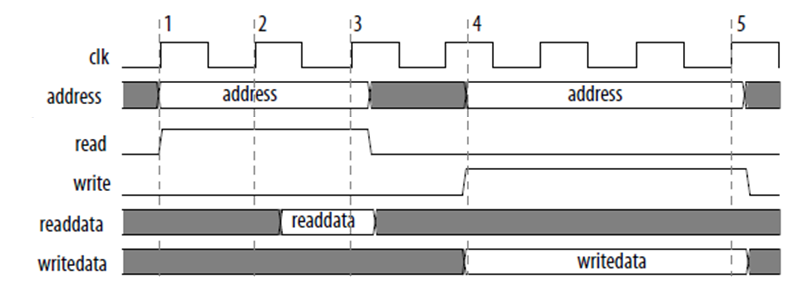 1 2 3 4 5
clk
address address address
read
write
readdata readdata
writedata writedata